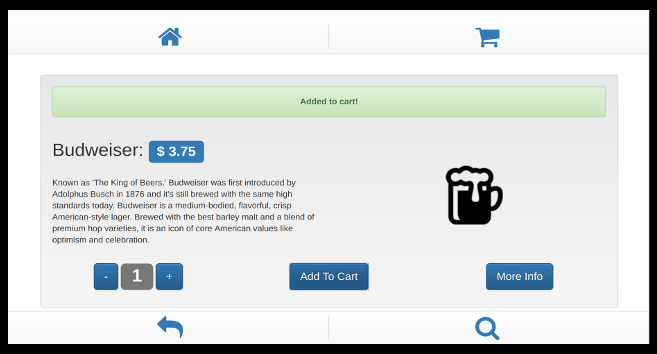 Added to cart!
Budweiser: $ 3.75
Known as 'The King of Beers,' Budweiser was first introduced by
Adolphus Busch in 1876 and it's still brewed with the same high
standards today. Budweiser is a medium-bodied, flavorful, crisp
American-style lager. Brewed with the best barley malt and a blend of
premium hop varieties, it is an icon of core American values like
optimism and celebration.
- 1 + Add To Cart More Info